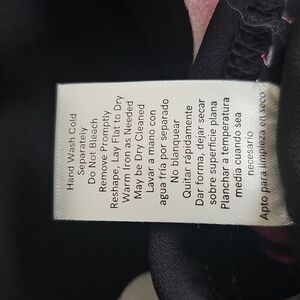 Hand Wash Cold
Separately
Do Not Bleach
Remove Promptly
Reshape, Lay Flat to Dry
Warm Iron as Needed
May be Dry Cleaned
Lavar a mano con
agua fría por separado
No blanquear
Quitar rápidamente
Dar forma, dejar secar
sobre superficie plana
Planchar a temperatura
media cuando sea
necesario
Apto para limpieza en seco